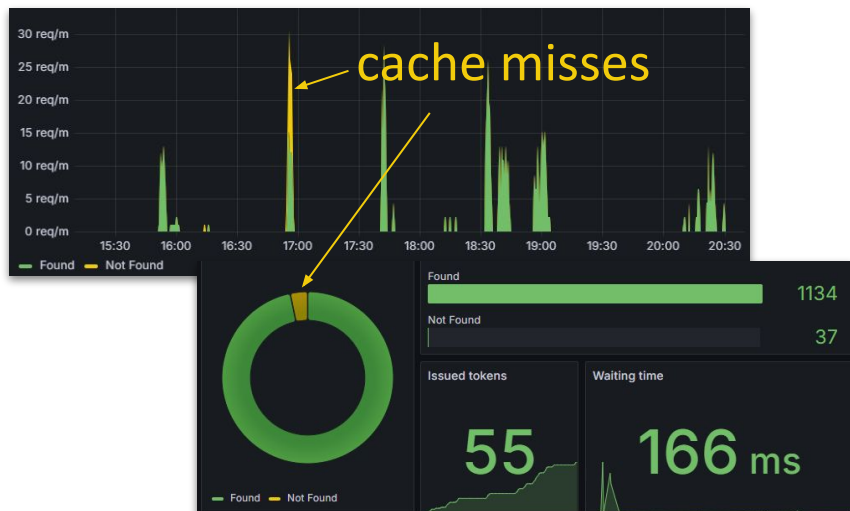 30 req/m
25 req/m
20 req/m
15 req/m
10 req/m
5 req/m
0 req/m
cache misses
15:30 16:00 16:30 17:00 17:30 18:00 18:30 19:00 19:30 20:00 20:30
Found Not Found
Found
1134
Not Found
37
Issued tokens
55
Waiting time
166 ms
Found Not Found